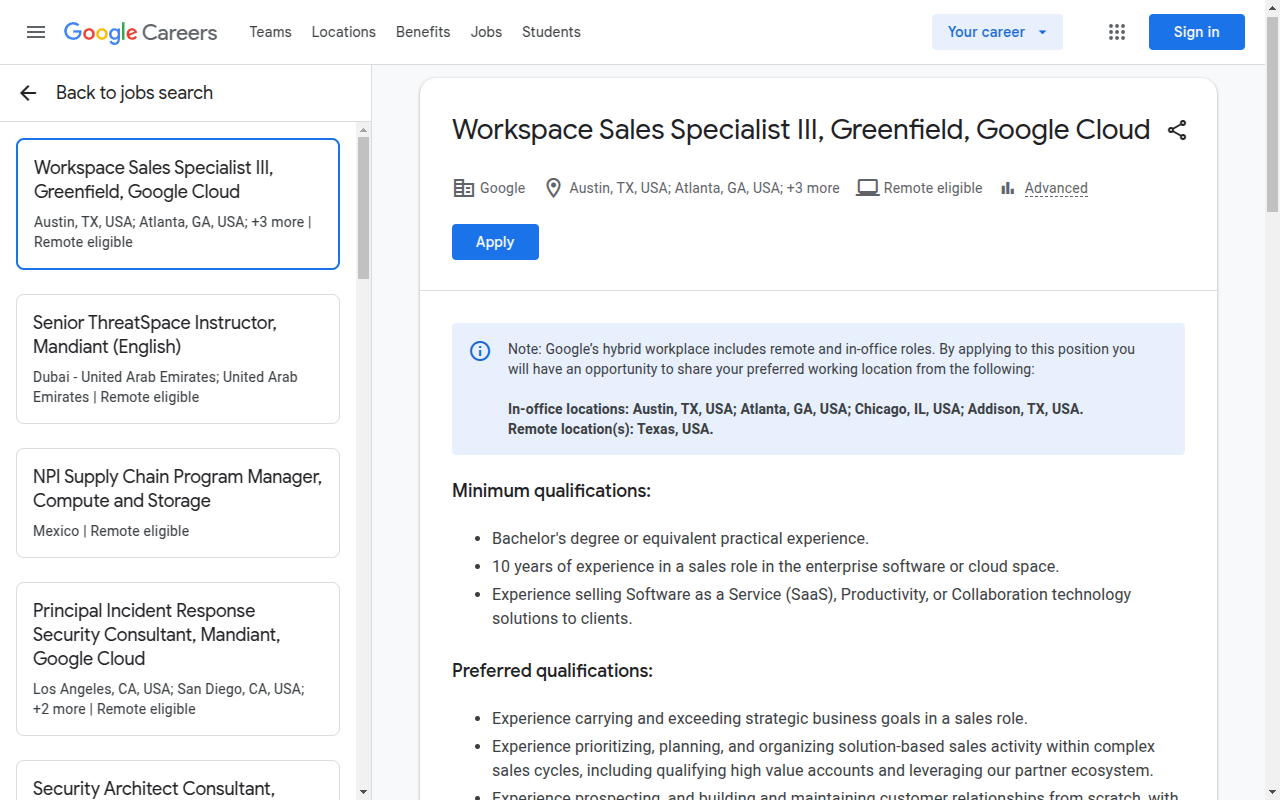 Google Careers
Teams
Locations
Benefits
Jobs
Students
Your career
Sign in
Back to jobs search
Workspace Sales Specialist III,
Greenfield, Google Cloud
Austin, TX, USA; Atlanta, GA, USA; +3 more |
Remote eligible
Senior ThreatSpace Instructor,
Mandiant (English)
Dubai - United Arab Emirates; United Arab
Emirates | Remote eligible
NPI Supply Chain Program Manager,
Compute and Storage
Mexico | Remote eligible
Principal Incident Response
Security Consultant, Mandiant,
Google Cloud
Los Angeles, CA, USA; San Diego, CA, USA;
+2 more | Remote eligible
Security Architect Consultant,
Workspace Sales Specialist III, Greenfield, Google Cloud
Google
Austin, TX, USA; Atlanta, GA, USA; +3 more
Remote eligible
Advanced
Apply
Note: Google's hybrid workplace includes remote and in-office roles. By applying to this position you
will have an opportunity to share your preferred working location from the following:
In-office locations: Austin, TX, USA; Atlanta, GA, USA; Chicago, IL, USA; Addison, TX, USA.
Remote location(s): Texas, USA.
Minimum qualifications:
Bachelor's degree or equivalent practical experience.
10 years of experience in a sales role in the enterprise software or cloud space.
Experience selling Software as a Service (SaaS), Productivity, or Collaboration technology
solutions to clients.
Preferred qualifications:
Experience carrying and exceeding strategic business goals in a sales role.
Experience prioritizing, planning, and organizing solution-based sales activity within complex
sales cycles, including qualifying high value accounts and leveraging our partner ecosystem.
Experience prospecting, and building and maintaining customer relationships from scratch, with